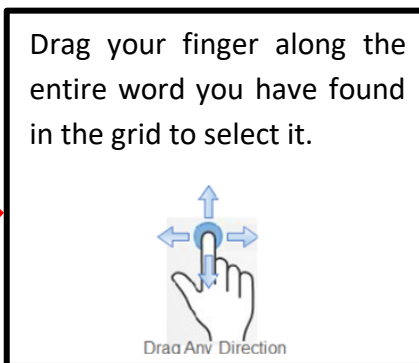 Drag your finger along the
entire word you have found
in the grid to select it.
Drag Any Direction